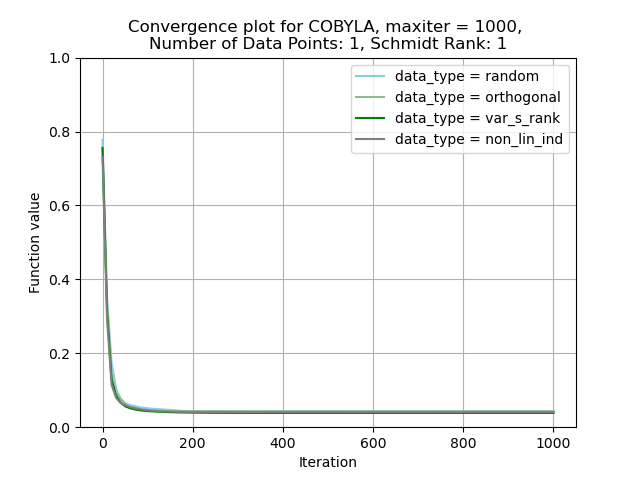 Convergence plot for COBYLA, maxiter = 1000,
Number of Data Points: 1, Schmidt Rank: 1
data_type = random
data_type = orthogonal
data_type = var_s_rank
data_type = non_lin_ind
Function value
1.0
0.8
0.6
0.4
0.2
0.0
0 200 400 600 800 1000
Iteration